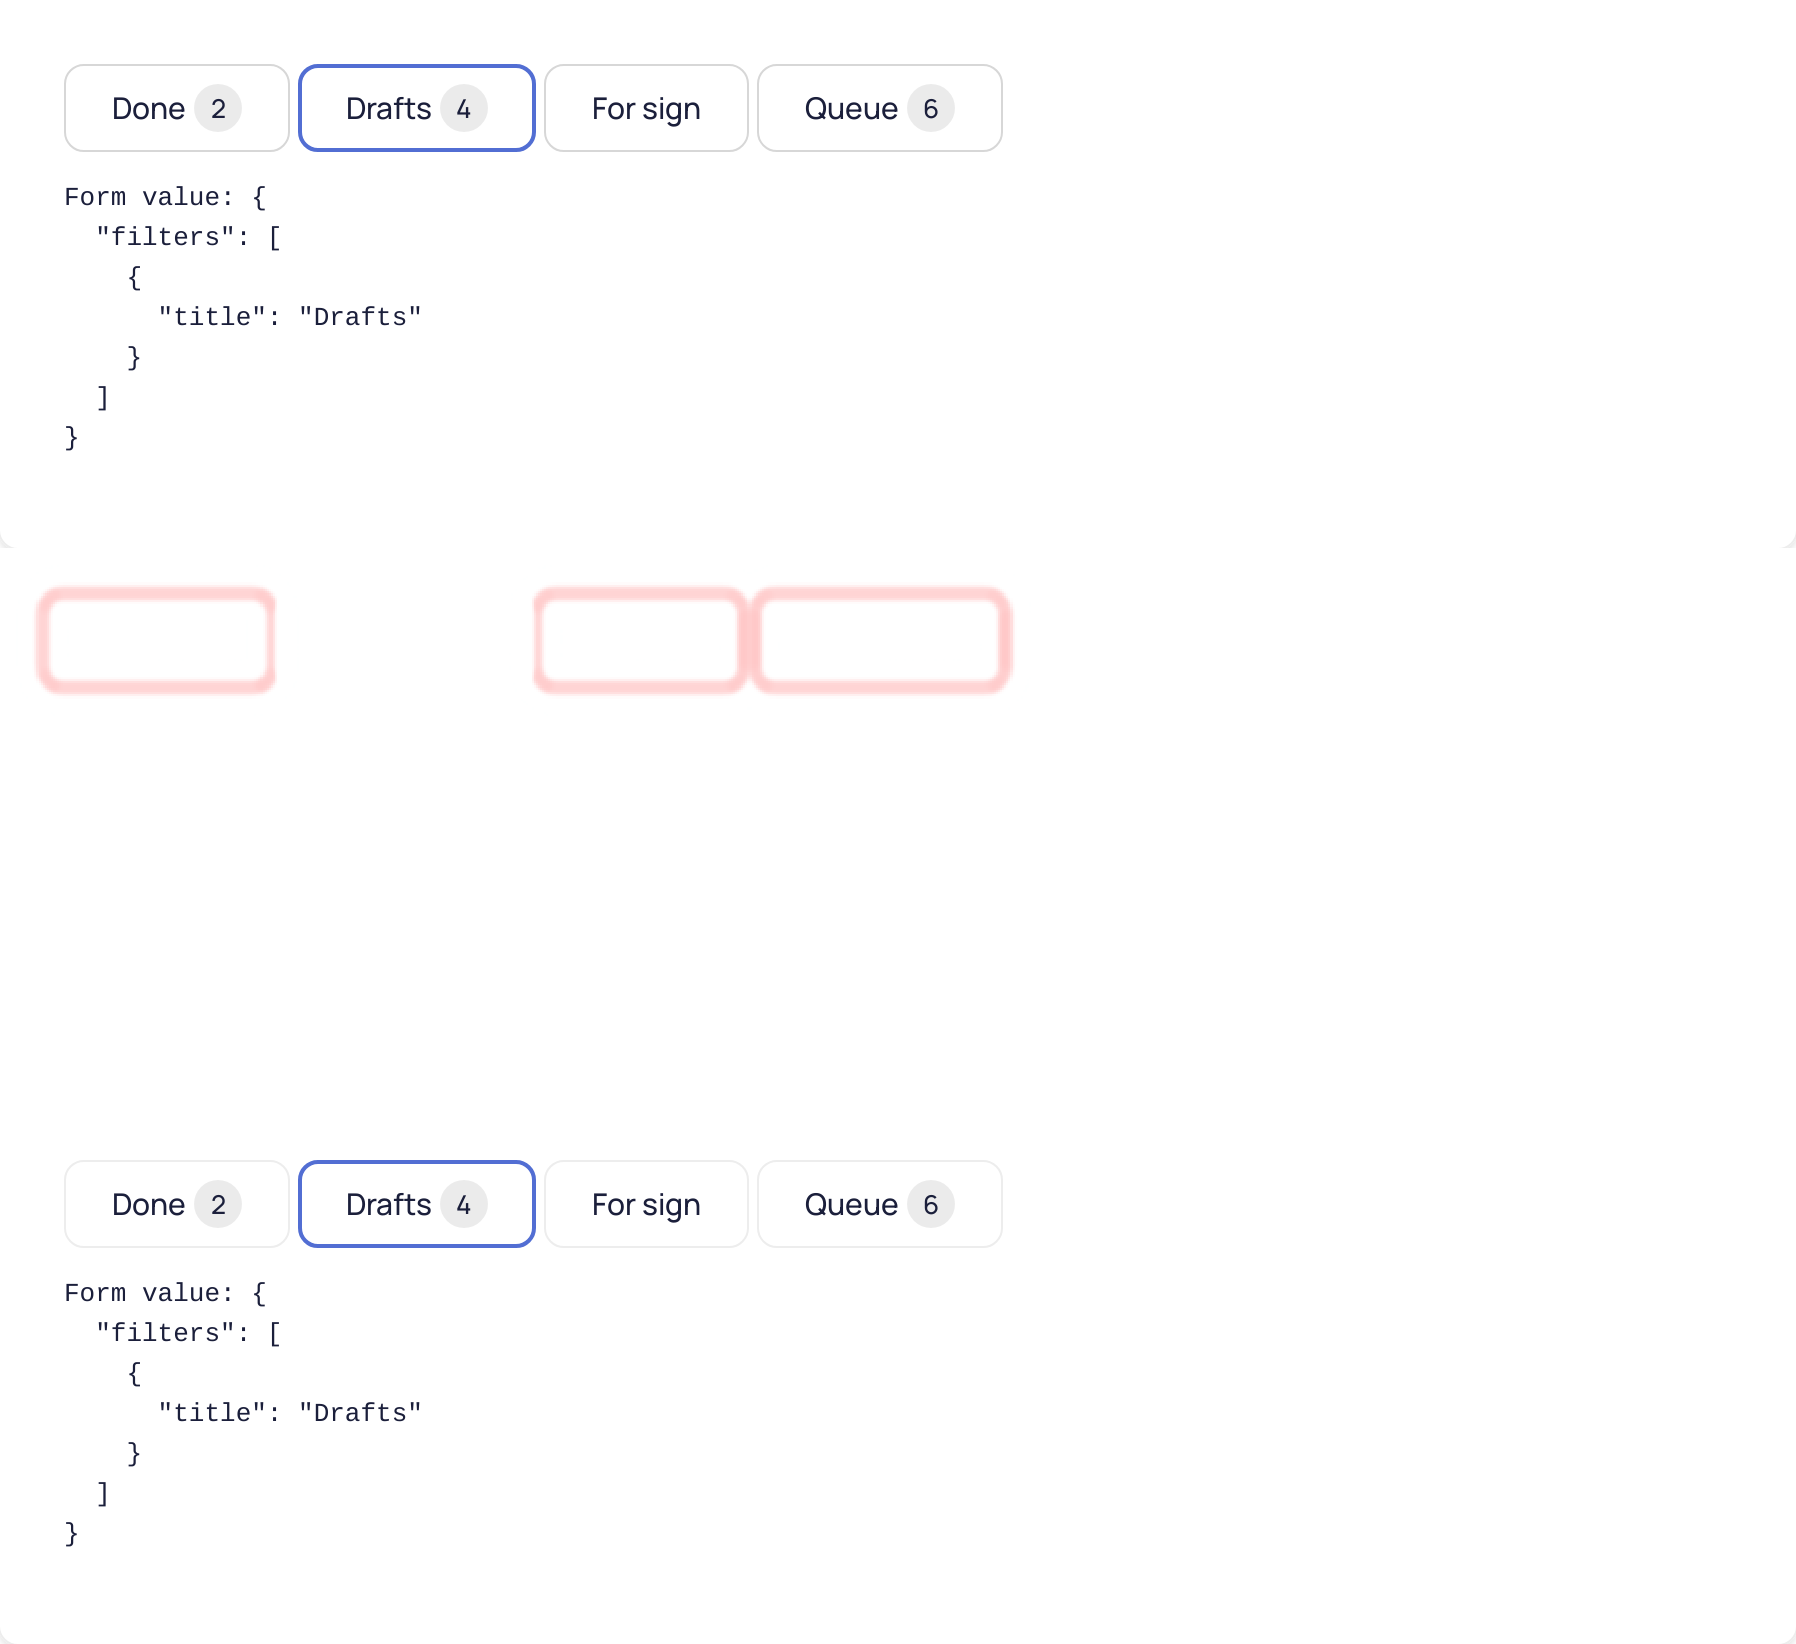 Done 2 Drafts 4 For sign Queue 6
Form value: {
  "filters": [
    {
      "title": "Drafts"
    }
  ]
}
Done 2 Drafts 4 For sign Queue 6
Form value: {
  "filters": [
    {
      "title": "Drafts"
    }
  ]
}